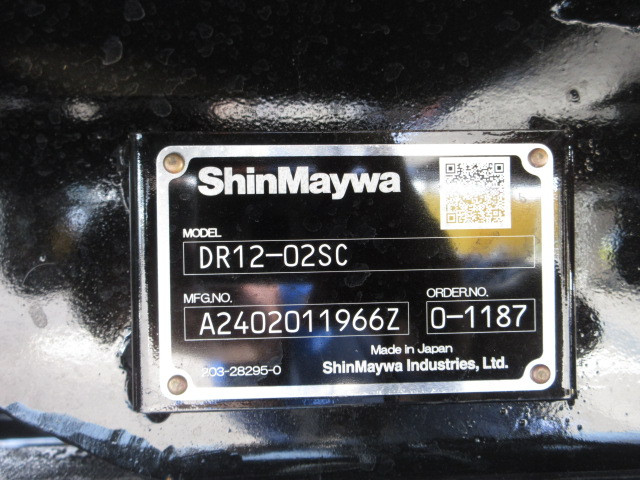 ShinMaywa
MODEL
DR12-02SC
MFG.NO. ORDER.NO.
A2402011966Z 0-1187
Made in Japan
203-28295-0 ShinMaywa Industries, Ltd.